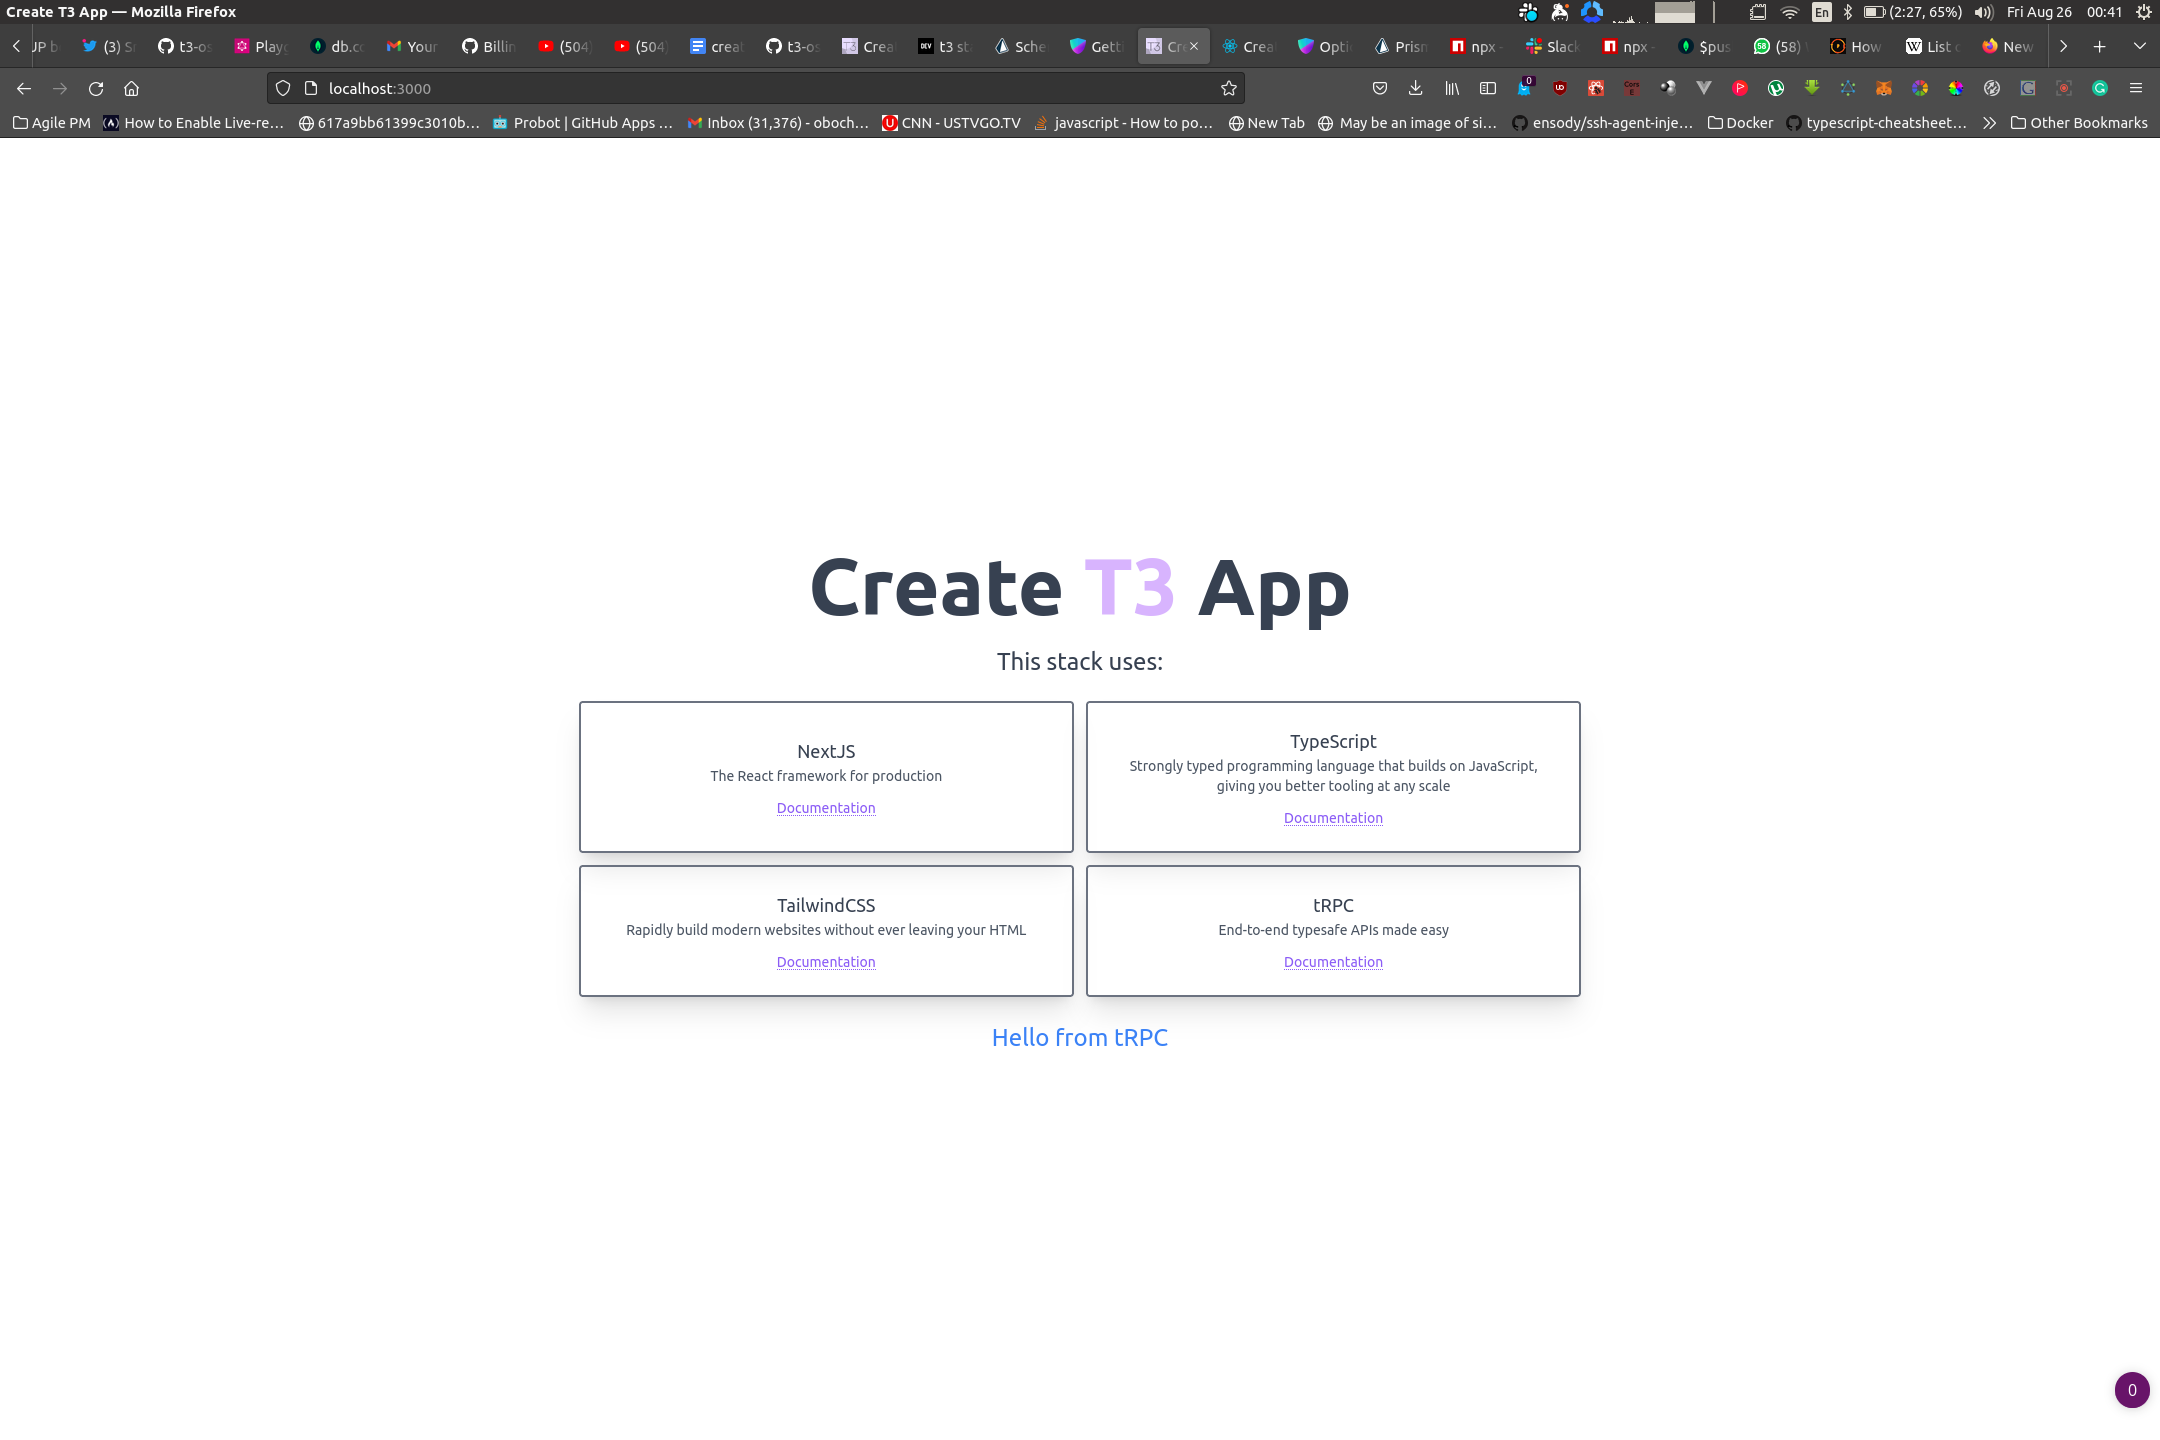 Create T3 App — Mozilla Firefox
En
(2:27, 65%)
Fri Aug 26
00:41
(3)
t3-os
Play
db.c
Your
Billin
(504)
(504)
creat
t3-os
Crea
DEV
t3 st
Sche
Getti
Cre
Crea
Opti
Prism
npx -
Slack
npx -
$pus
58
(58)
How
W
List
New
localhost:3000
0
Agile PM
How to Enable Live-re…
617a9bb61399c3010b…
Probot | GitHub Apps …
Inbox (31,376) - oboch…
CNN - USTVGO.TV
javascript - How to po…
New Tab
May be an image of si…
ensody/ssh-agent-inje…
Docker
typescript-cheatsheet…
Other Bookmarks
Create T3 App
This stack uses:
NextJS
The React framework for production
Documentation
TypeScript
Strongly typed programming language that builds on JavaScript,
giving you better tooling at any scale
Documentation
TailwindCSS
Rapidly build modern websites without ever leaving your HTML
Documentation
tRPC
End-to-end typesafe APIs made easy
Documentation
Hello from tRPC
0